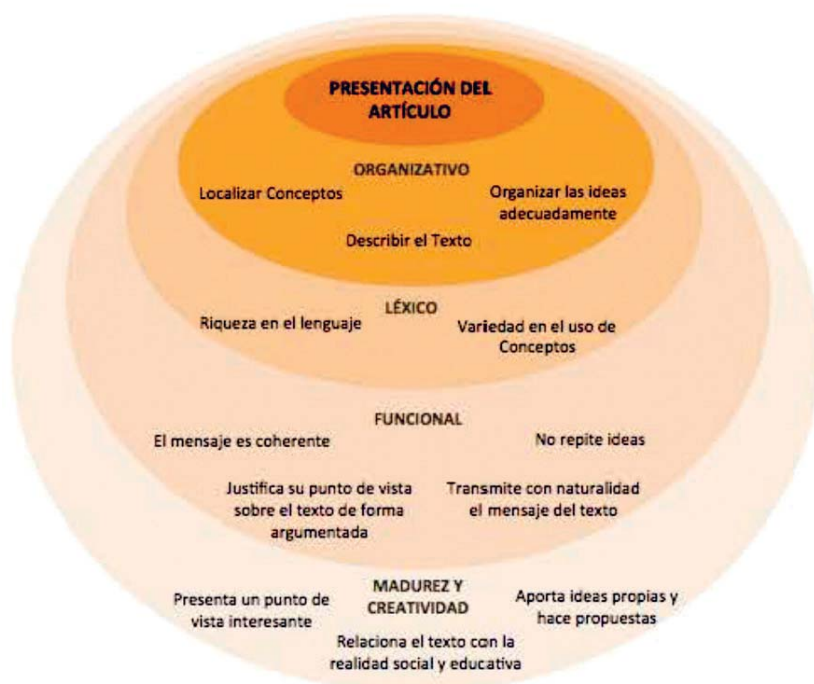 PRESENTACIÓN DEL
ARTÍCULO
ORGANIZATIVO
Localizar Conceptos
Organizar las ideas
adecuadamente
Describir el Texto
LÉXICO
Riqueza en el lenguaje
Variedad en el uso de
Conceptos
FUNCIONAL
El mensaje es coherente
No repite ideas
Justifica su punto de vista
sobre el texto de forma
argumentada
Transmite con naturalidad
el mensaje del texto
MADUREZ Y
CREATIVIDAD
Presenta un punto de
vista interesante
Aporta ideas propias y
hace propuestas
Relaciona el texto con la
realidad social y educativa